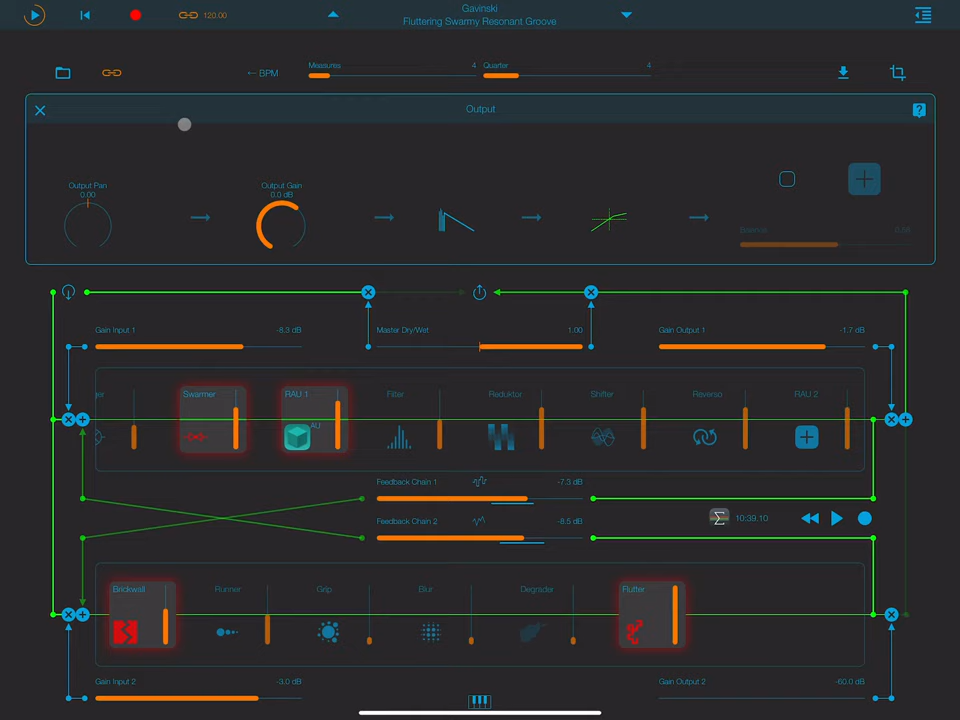 120.00
Gavinski
Fluttering Swarmy Resonant Groove
← BPM
Measures 4
Quarter 4
Output
Output Pan
0.00
Output Gain
0.0 dB
Gain Input 1 -8.3 dB
Master Dry/Wet 1.00
Gain Output 1 -1.7 dB
Swarmer
RAU 1
AU
Filter
Reduktor
Shifter
Reverso
RAU 2
Feedback Chain 1 -7.3 dB
Feedback Chain 2 -8.5 dB
10:39.10
Brickwall
Runner
Grip
Blur
Degrader
Flutter
Gain Input 2 -3.0 dB
Gain Output 2 -60.0 dB